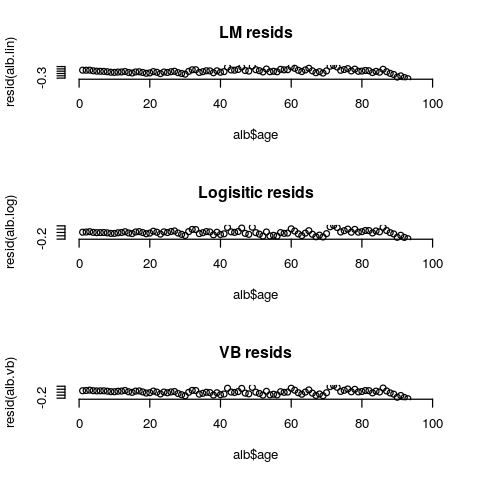 LM resids
resid(alb.lin)
-0.3
0 20 40 60 80 100
alb$age
Logisitic resids
resid(alb.log)
-0.2
0 20 40 60 80 100
alb$age
VB resids
resid(alb.vb)
-0.2
0 20 40 60 80 100
alb$age